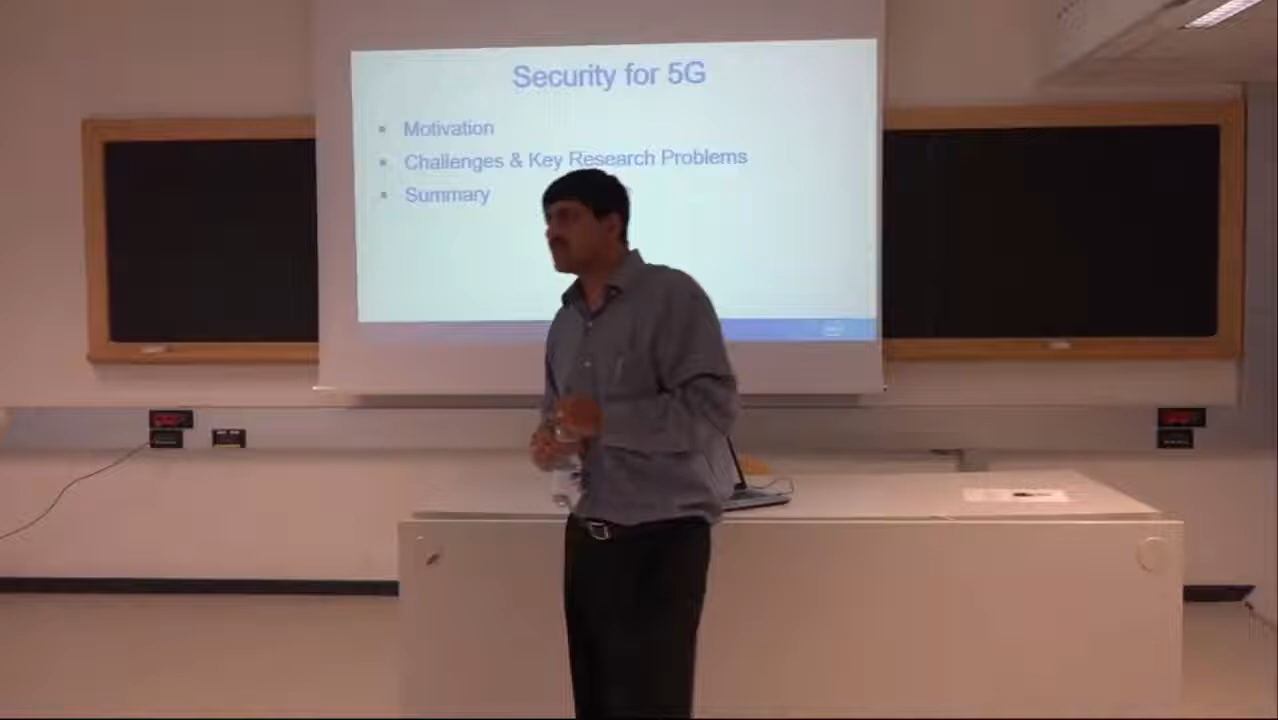 Security for 5G
Motivation
Challenges & Key Research Problems
Summary